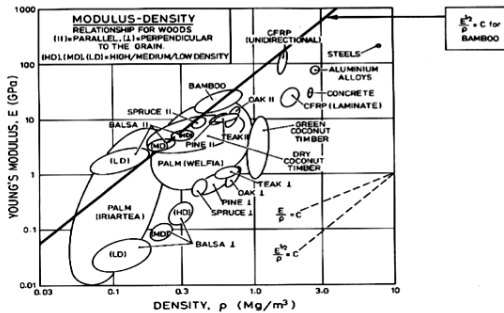 MODULUS-DENSITY
RELATIONSHIP FOR WOODS
(||)=PARALLEL, (⊥)=PERPENDICULAR
TO THE GRAIN.
(HD),(MD),(LD)=HIGH/MEDIUM/LOW DENSITY
CFRP
(UNIDIRECTIONAL)
E^{1/2}/ρ = C for
BAMBOO
STEELS
ALUMINIUM
ALLOYS
CONCRETE
CFRP (LAMINATE)
BAMBOO
OAK ||
SPRUCE ||
BALSA ||
(LD)
(MD)
(HD)
PINE ||
TEAK ||
GREEN
COCONUT
TIMBER
DRY
COCONUT
TIMBER
PALM (WELFIA)
TEAK ⊥
OAK ⊥
PINE ⊥
SPRUCE ⊥
PALM
(IRIARTEA)
(HD)
(MD)
(LD)
BALSA ⊥
E/ρ = C
E^{1/2}/ρ = C
YOUNG'S MODULUS, E (GPa)
100
10
1
0.1
0.01
0.03
0.1
0.3
1.0
3.0
10
DENSITY, ρ (Mg/m³)